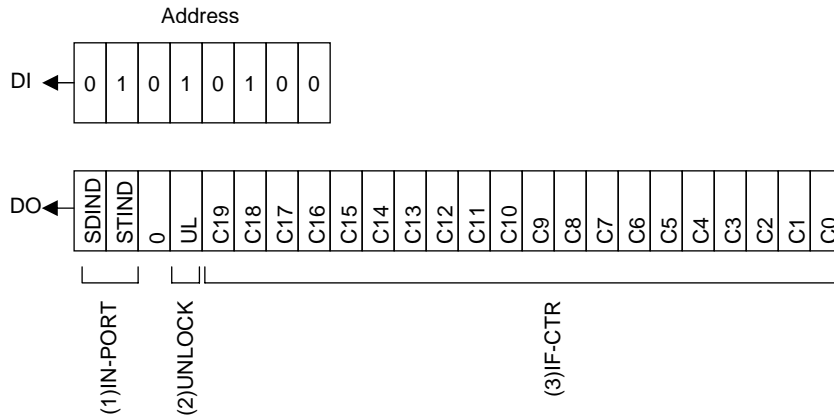 Address
DI 0 1 0 1 0 1 0 0
DO SDIND STIND 0 UL C19 C18 C17 C16 C15 C14 C13 C12 C11 C10 C9 C8 C7 C6 C5 C4 C3 C2 C1 C0
(1)IN-PORT
(2)UNLOCK
(3)IF-CTR